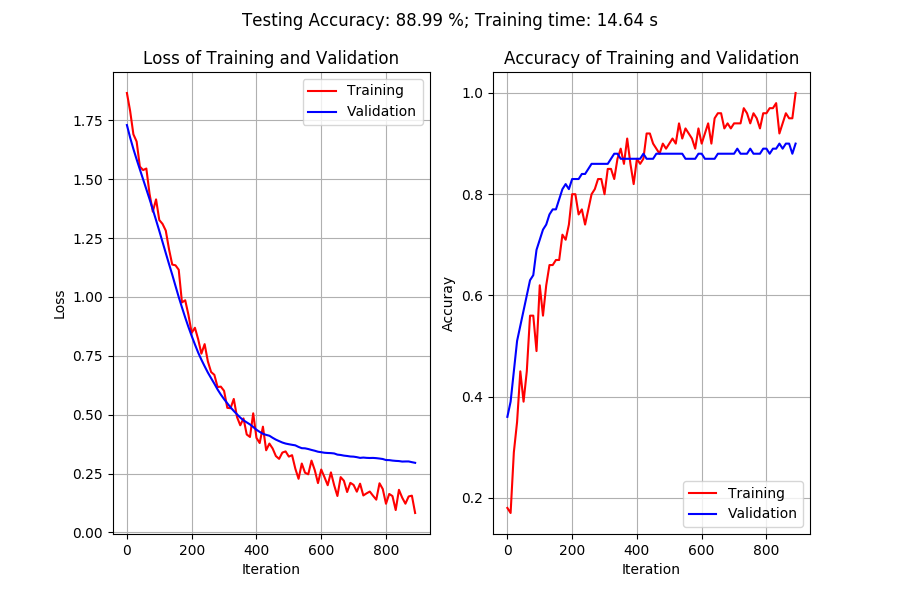 Testing Accuracy: 88.99 %; Training time: 14.64 s
Loss of Training and Validation
Training
Validation
1.75
1.50
1.25
1.00
0.75
0.50
0.25
0.00
Loss
0
200
400
600
800
Iteration
Accuracy of Training and Validation
1.0
0.8
0.6
0.4
0.2
Accuray
Training
Validation
0
200
400
600
800
Iteration